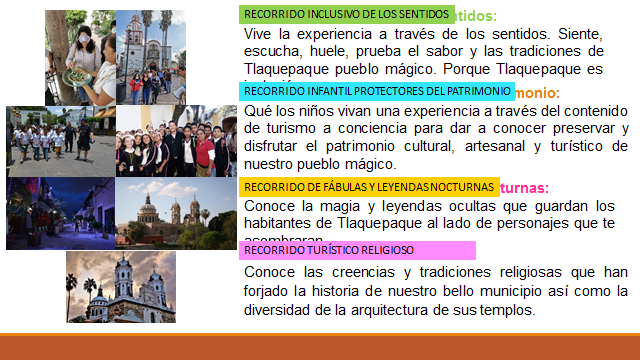 RECORRIDO INCLUSIVO DE LOS SENTIDOS tidos:
Vive la experiencia a través de los sentidos. Siente,
escucha, huele, prueba el sabor y las tradiciones de
Tlaquepaque pueblo mágico. Porque Tlaquepaque es
RECORRIDO INFANTIL PROTECTORES DEL PATRIMONIO monio:
Qué los niños vivan una experiencia a través del contenido
de turismo a conciencia para dar a conocer preservar y
disfrutar el patrimonio cultural, artesanal y turístico de
nuestro pueblo mágico.
RECORRIDO DE FÁBULAS Y LEYENDAS NOCTURNAS turnas:
Conoce la magia y leyendas ocultas que guardan los
habitantes de Tlaquepaque al lado de personajes que te
asombraran
RECORRIDO TURÍSTICO RELIGIOSO
Conoce las creencias y tradiciones religiosas que han
forjado la historia de nuestro bello municipio así como la
diversidad de la arquitectura de sus templos.